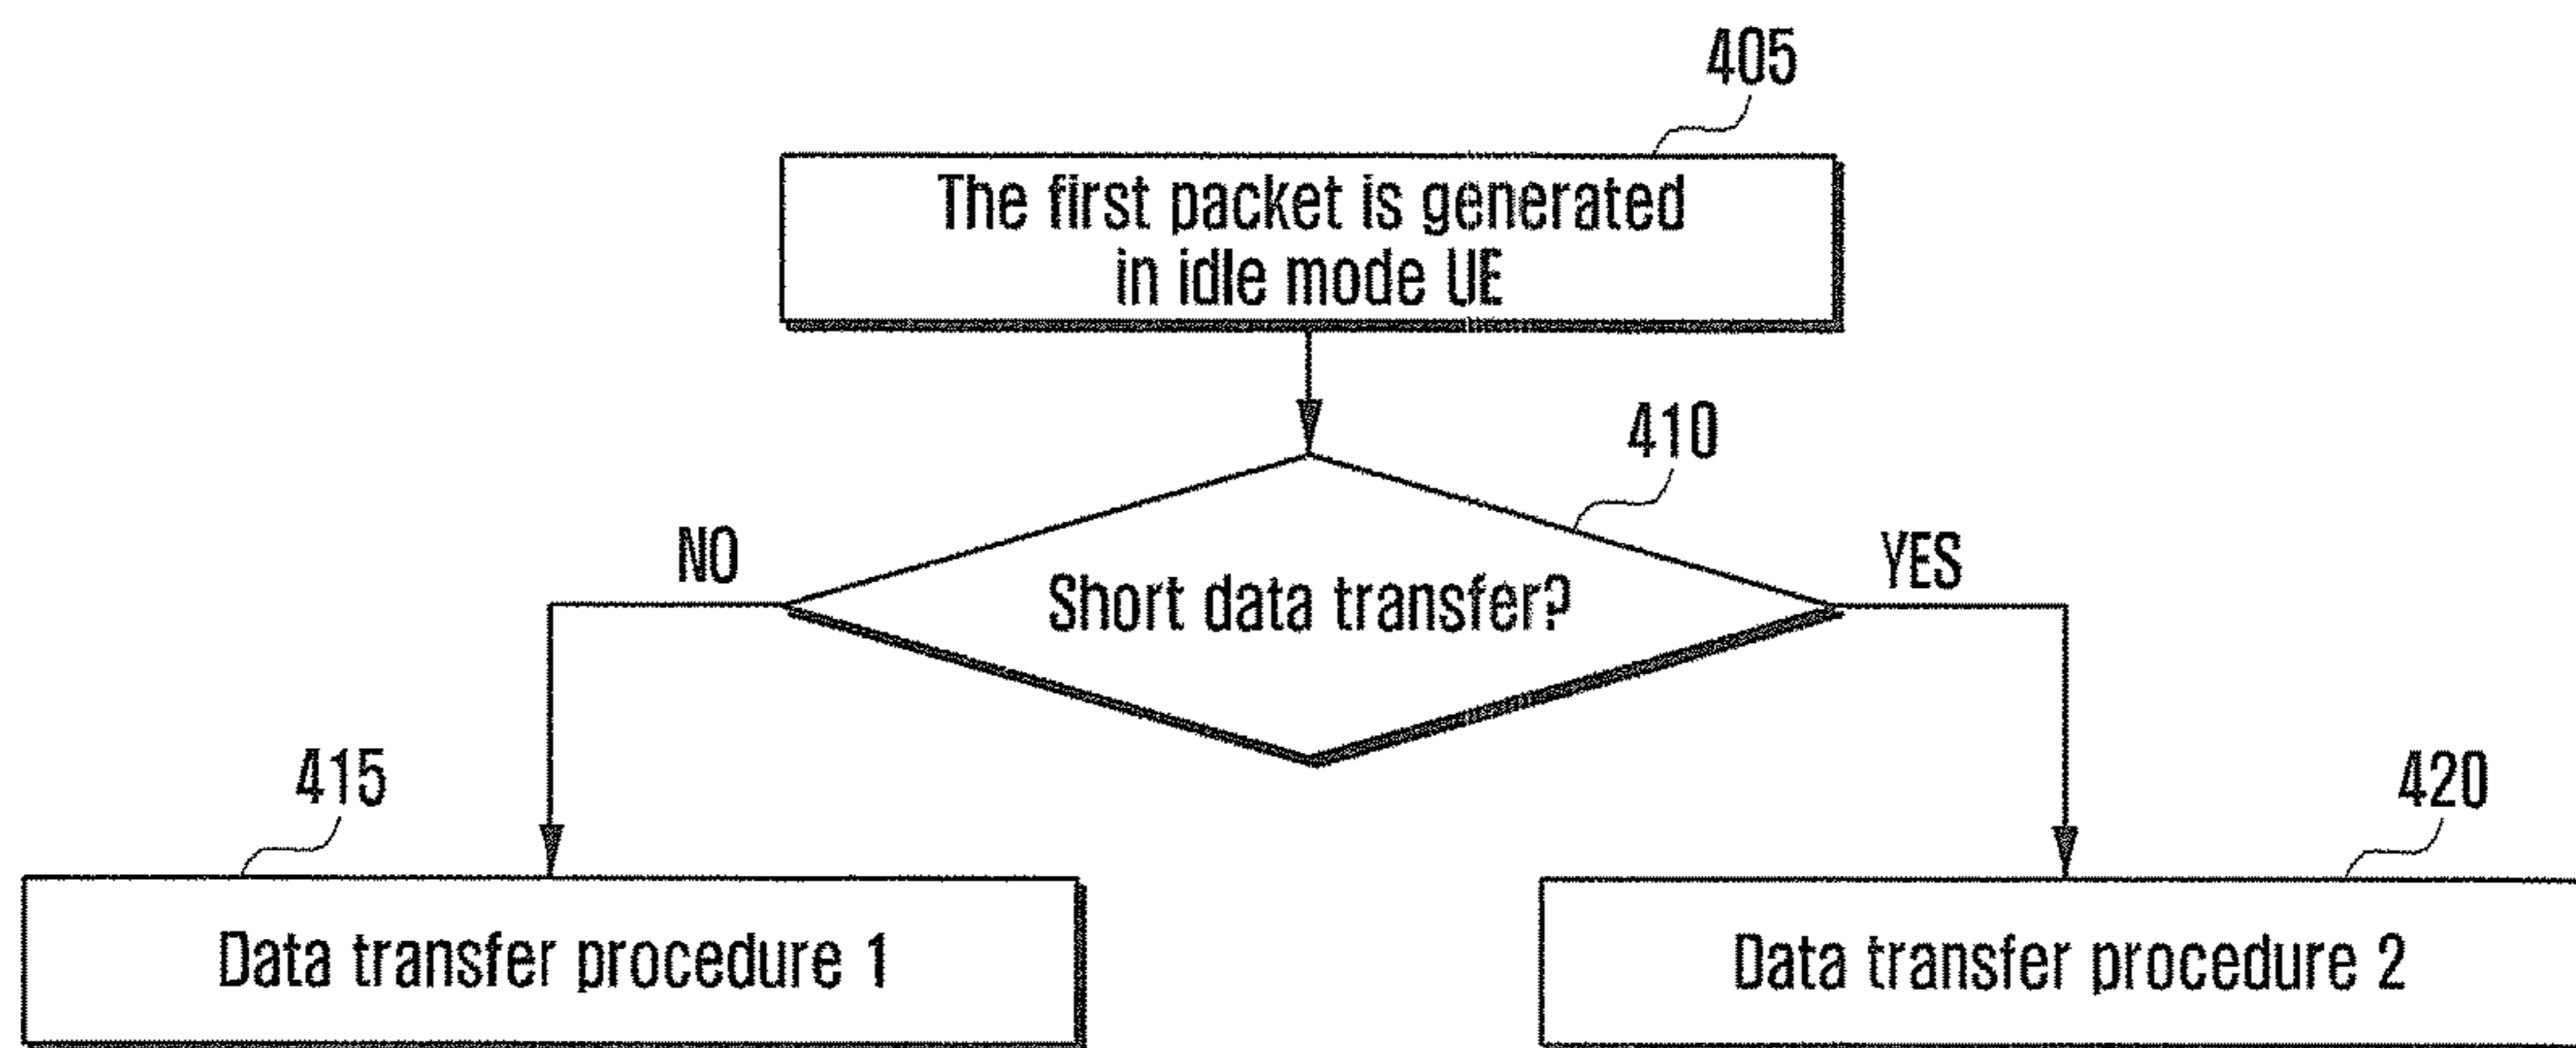 405
The first packet is generated
in idle mode UE
410
NO
YES
Short data transfer?
415
420
Data transfer procedure 1
Data transfer procedure 2